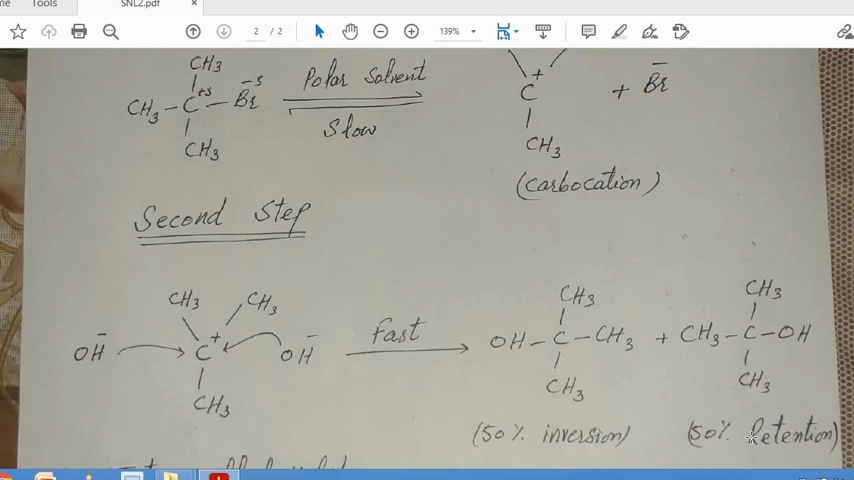 Tools
SNL2.pdf
×
2 / 2
139%
CH3
CH3 - C+δ - Br-δ
CH3
Polar Solvent
Slow
C+
CH3
+ Br-
(carbocation)
Second Step
CH3 CH3
OH- C+ OH-
CH3
Fast
CH3
OH - C - CH3
CH3
+
CH3
CH3 - C - OH
CH3
(50% inversion) (50% Retention)